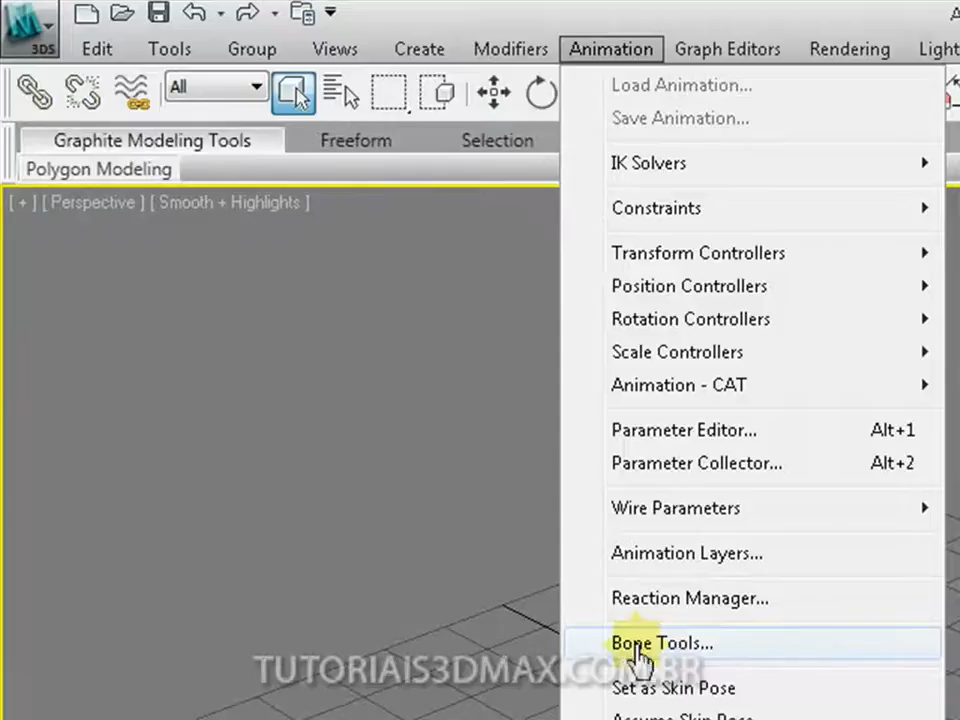 3DS
Edit Tools Group Views Create Modifiers Animation Graph Editors Rendering Light
All
Graphite Modeling Tools Freeform Selection
Polygon Modeling
[ + ] [ Perspective ] [ Smooth + Highlights ]
Load Animation...
Save Animation...
IK Solvers
Constraints
Transform Controllers
Position Controllers
Rotation Controllers
Scale Controllers
Animation - CAT
Parameter Editor... Alt+1
Parameter Collector... Alt+2
Wire Parameters
Animation Layers...
Reaction Manager...
Bone Tools...
TUTORIAIS3DMAX.COM.BR
Set as Skin Pose
Assume Skin Pose